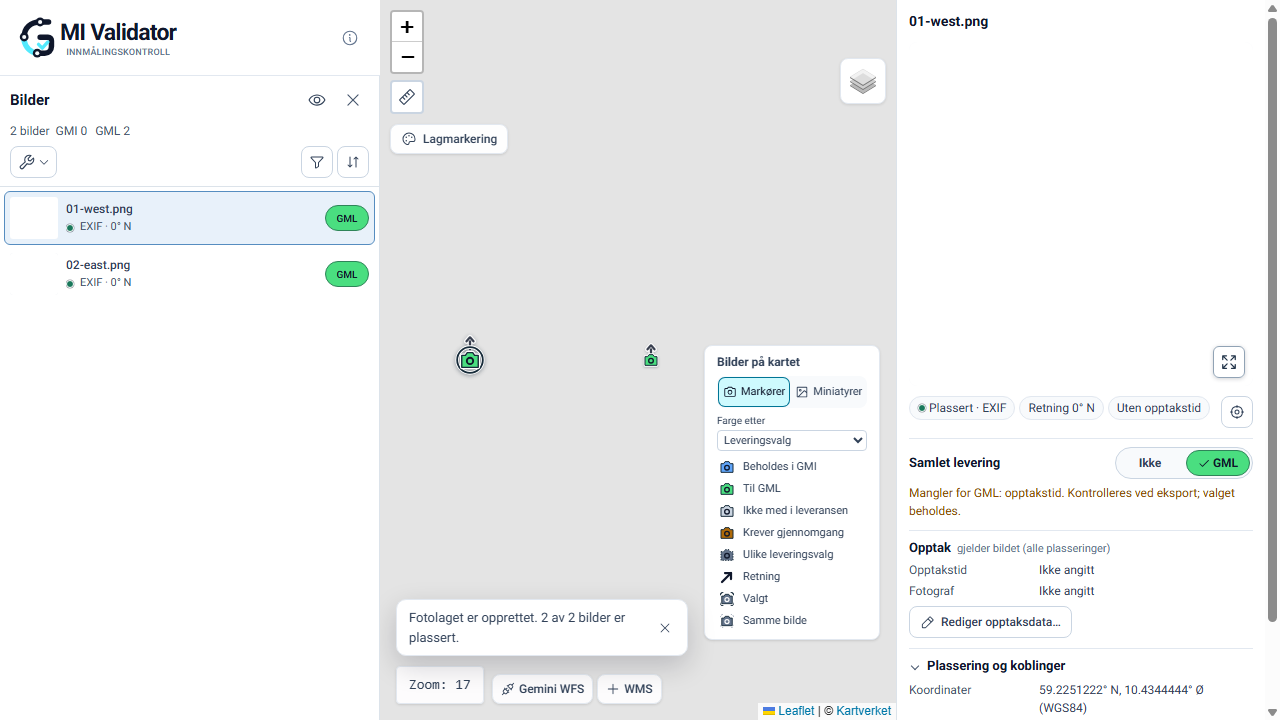 MI Validator
INNMÅLINGSKONTROLL
Bilder
2 bilder GMI 0 GML 2
01-west.png
EXIF · 0° N
GML
02-east.png
EXIF · 0° N
GML
+
−
Lagmarkering
Bilder på kartet
Markører
Miniatyrer
Farge etter
Leveringsvalg
Beholdes i GMI
Til GML
Ikke med i leveransen
Krever gjennomgang
Ulike leveringsvalg
Retning
Valgt
Samme bilde
Fotolaget er opprettet. 2 av 2 bilder er
plassert.
Zoom: 17
Gemini WFS
WMS
Leaflet | © Kartverket
01-west.png
Plassert · EXIF
Retning 0° N
Uten opptakstid
Samlet levering
Ikke
GML
Mangler for GML: opptakstid. Kontrolleres ved eksport; valget
beholdes.
Opptak gjelder bildet (alle plasseringer)
Opptakstid Ikke angitt
Fotograf Ikke angitt
Rediger opptaksdata...
Plassering og koblinger
Koordinater 59.2251222° N, 10.4344444° Ø
(WGS84)